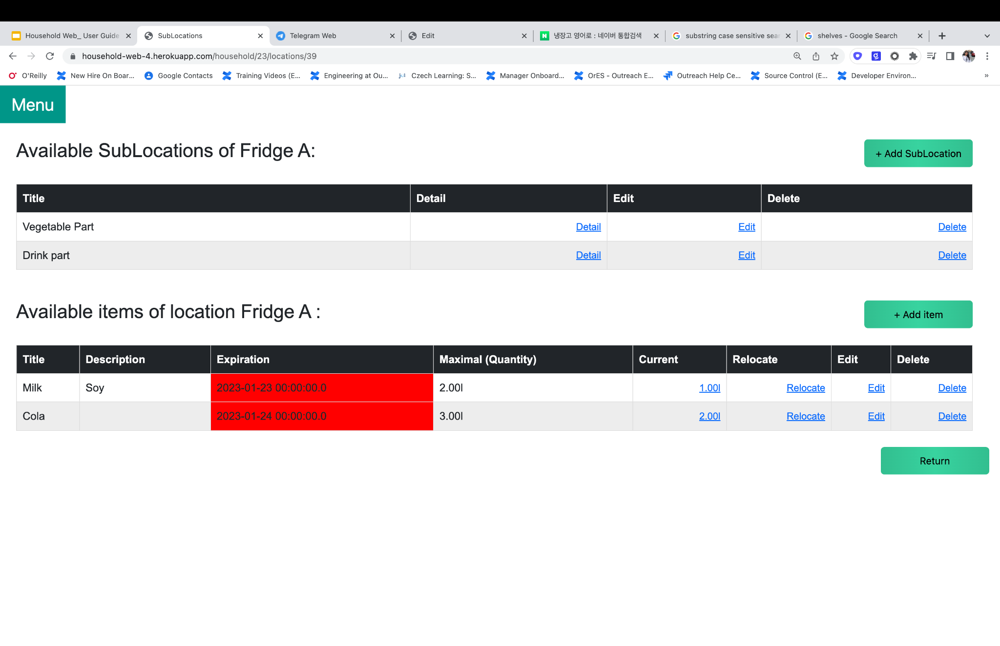 Household Web_ User Guide
SubLocations
Telegram Web
Edit
냉장고 영어로 : 네이버 통합검색
substring case sensitive sear
shelves - Google Search
household-web-4.herokuapp.com/household/23/locations/39
O'Reilly
New Hire On Boar...
Google Contacts
Training Videos (E...
Engineering at Ou...
Czech Learning: S...
Manager Onboard...
OrES - Outreach E...
Outreach Help Ce...
Source Control (E...
Developer Environ...
»
Menu
Available SubLocations of Fridge A:
+ Add SubLocation
Title Detail Edit Delete
Vegetable Part Detail Edit Delete
Drink part Detail Edit Delete
Available items of location Fridge A :
+ Add item
Title Description Expiration Maximal (Quantity) Current Relocate Edit Delete
Milk Soy 2023-01-23 00:00:00.0 2.00l 1.00l Relocate Edit Delete
Cola 2023-01-24 00:00:00.0 3.00l 2.00l Relocate Edit Delete
Return